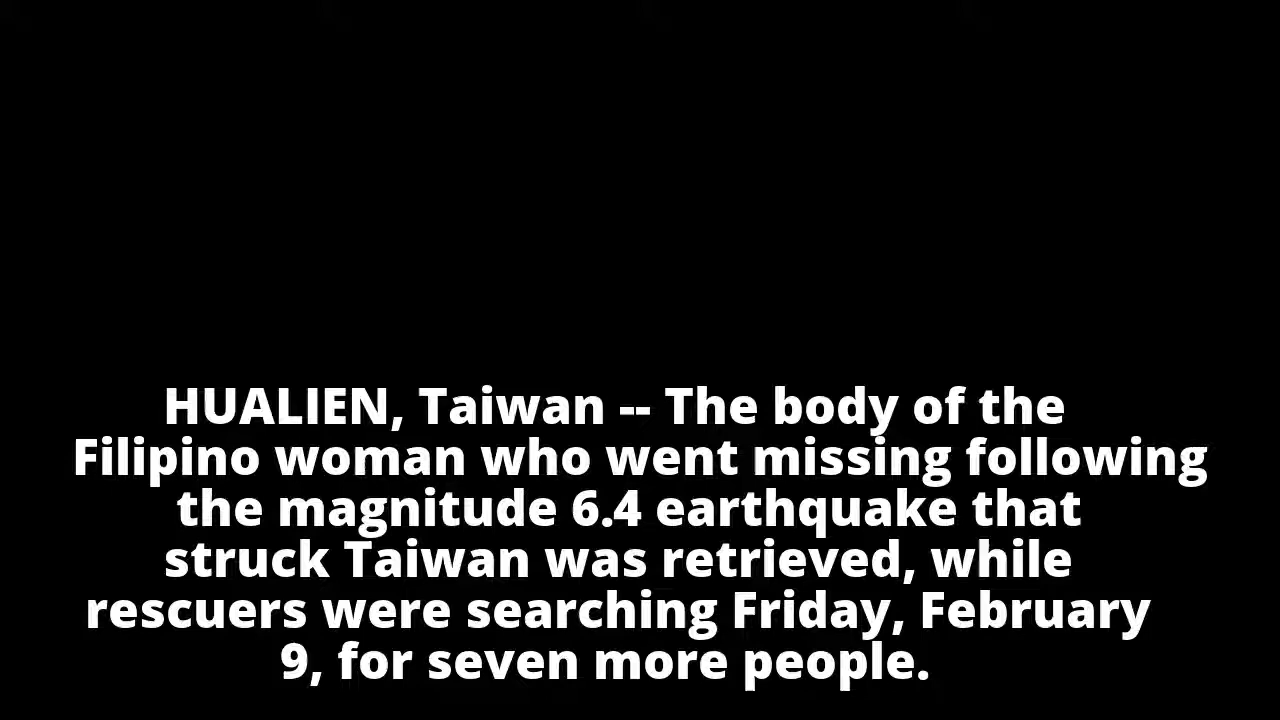 HUALIEN, Taiwan -- The body of the
Filipino woman who went missing following
the magnitude 6.4 earthquake that
struck Taiwan was retrieved, while
rescuers were searching Friday, February
9, for seven more people.